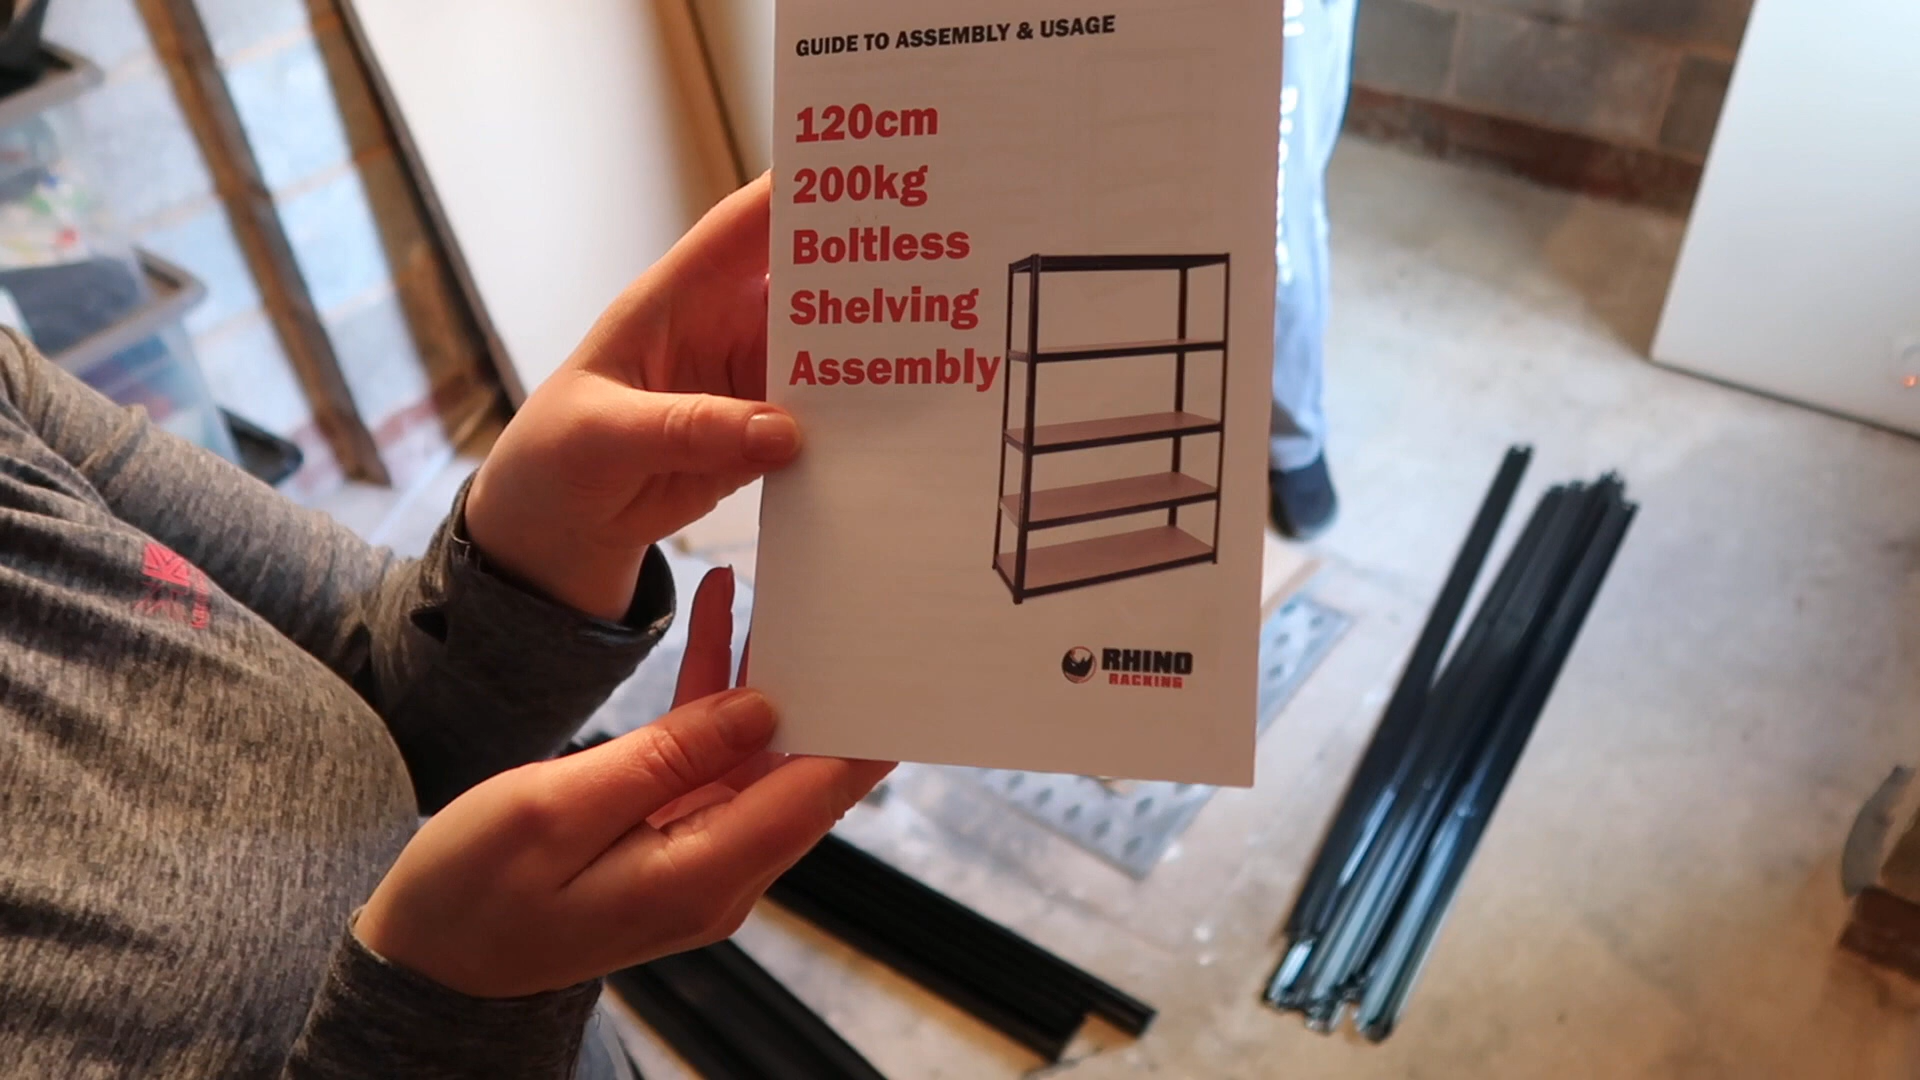 GUIDE TO ASSEMBLY & USAGE
120cm
200kg
Boltless
Shelving
Assembly
RHINO
RACKING